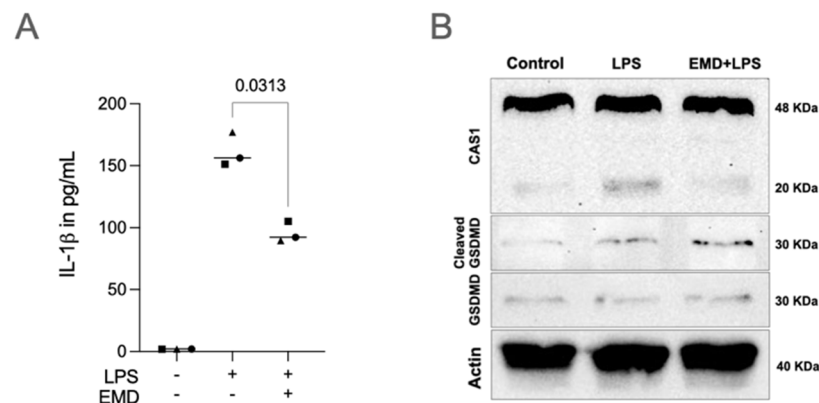 A
0.0313
200
150
100
50
0
IL-1β in pg/mL
LPS - + +
EMD - - +
B
Control LPS EMD+LPS
CAS1
48 KDa
20 KDa
Cleaved
GSDMD
30 KDa
GSDMD
30 KDa
Actin
40 KDa